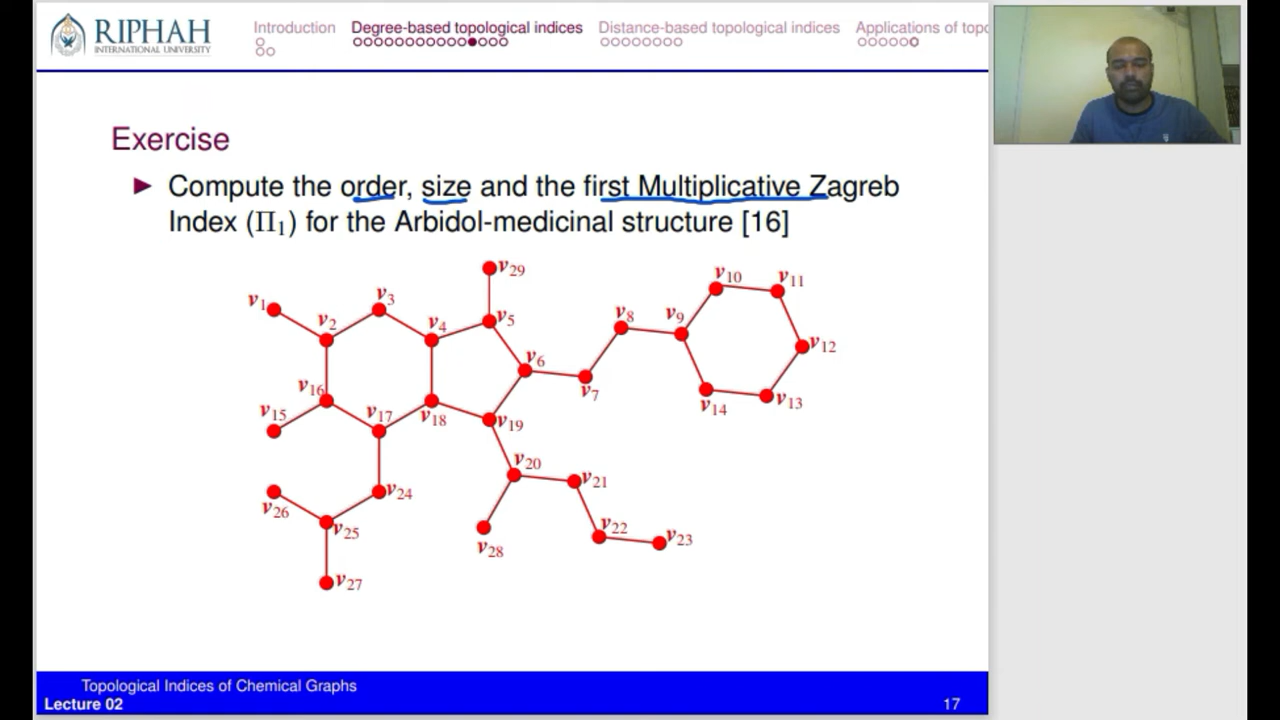 RIPHAH
INTERNATIONAL UNIVERSITY
Introduction
Degree-based topological indices
Distance-based topological indices
Applications of topo
Exercise
Compute the order, size and the first Multiplicative Zagreb
Index (Π1) for the Arbidol-medicinal structure [16]
v29
v10
v11
v1
v3
v2
v4
v5
v8
v9
v12
v6
v16
v7
v15
v17
v18
v19
v14
v13
v20
v24
v21
v26
v25
v22
v23
v28
v27
Topological Indices of Chemical Graphs
Lecture 02
17